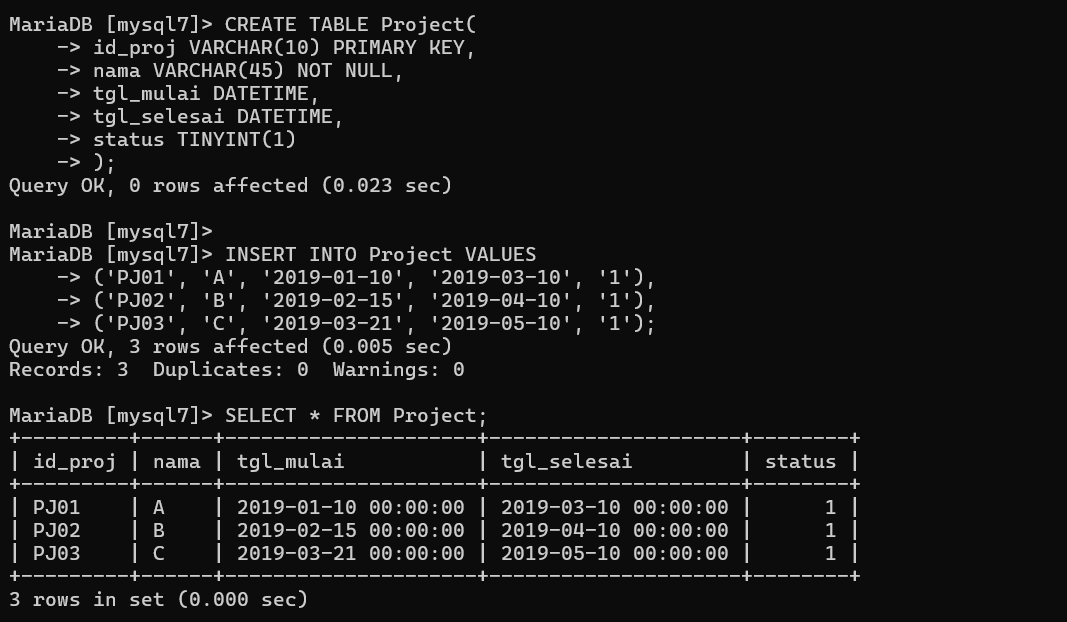 MariaDB [mysql7]> CREATE TABLE Project(
    -> id_proj VARCHAR(10) PRIMARY KEY,
    -> nama VARCHAR(45) NOT NULL,
    -> tgl_mulai DATETIME,
    -> tgl_selesai DATETIME,
    -> status TINYINT(1)
    -> );
Query OK, 0 rows affected (0.023 sec)

MariaDB [mysql7]>
MariaDB [mysql7]> INSERT INTO Project VALUES
    -> ('PJ01', 'A', '2019-01-10', '2019-03-10', '1'),
    -> ('PJ02', 'B', '2019-02-15', '2019-04-10', '1'),
    -> ('PJ03', 'C', '2019-03-21', '2019-05-10', '1');
Query OK, 3 rows affected (0.005 sec)
Records: 3  Duplicates: 0  Warnings: 0

MariaDB [mysql7]> SELECT * FROM Project;
+---------+------+---------------------+---------------------+--------+
| id_proj | nama | tgl_mulai           | tgl_selesai         | status |
+---------+------+---------------------+---------------------+--------+
| PJ01    | A    | 2019-01-10 00:00:00 | 2019-03-10 00:00:00 |      1 |
| PJ02    | B    | 2019-02-15 00:00:00 | 2019-04-10 00:00:00 |      1 |
| PJ03    | C    | 2019-03-21 00:00:00 | 2019-05-10 00:00:00 |      1 |
+---------+------+---------------------+---------------------+--------+
3 rows in set (0.000 sec)